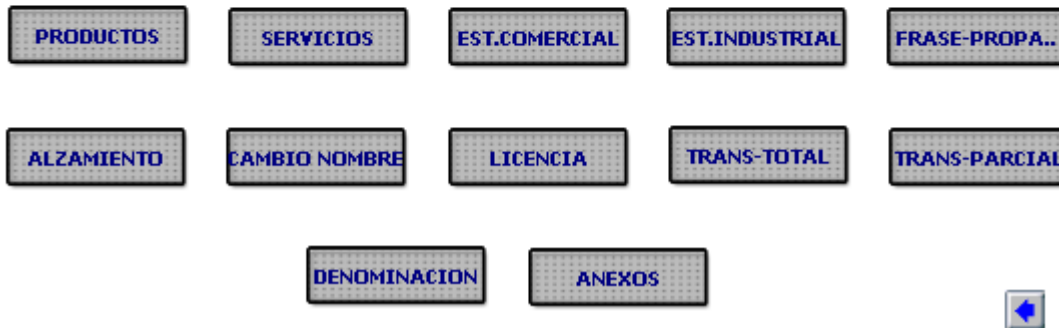 PRODUCTOS SERVICIOS EST.COMERCIAL EST.INDUSTRIAL FRASE-PROPA...
ALZAMIENTO CAMBIO NOMBRE LICENCIA TRANS-TOTAL TRANS-PARCIAL
DENOMINACION ANEXOS